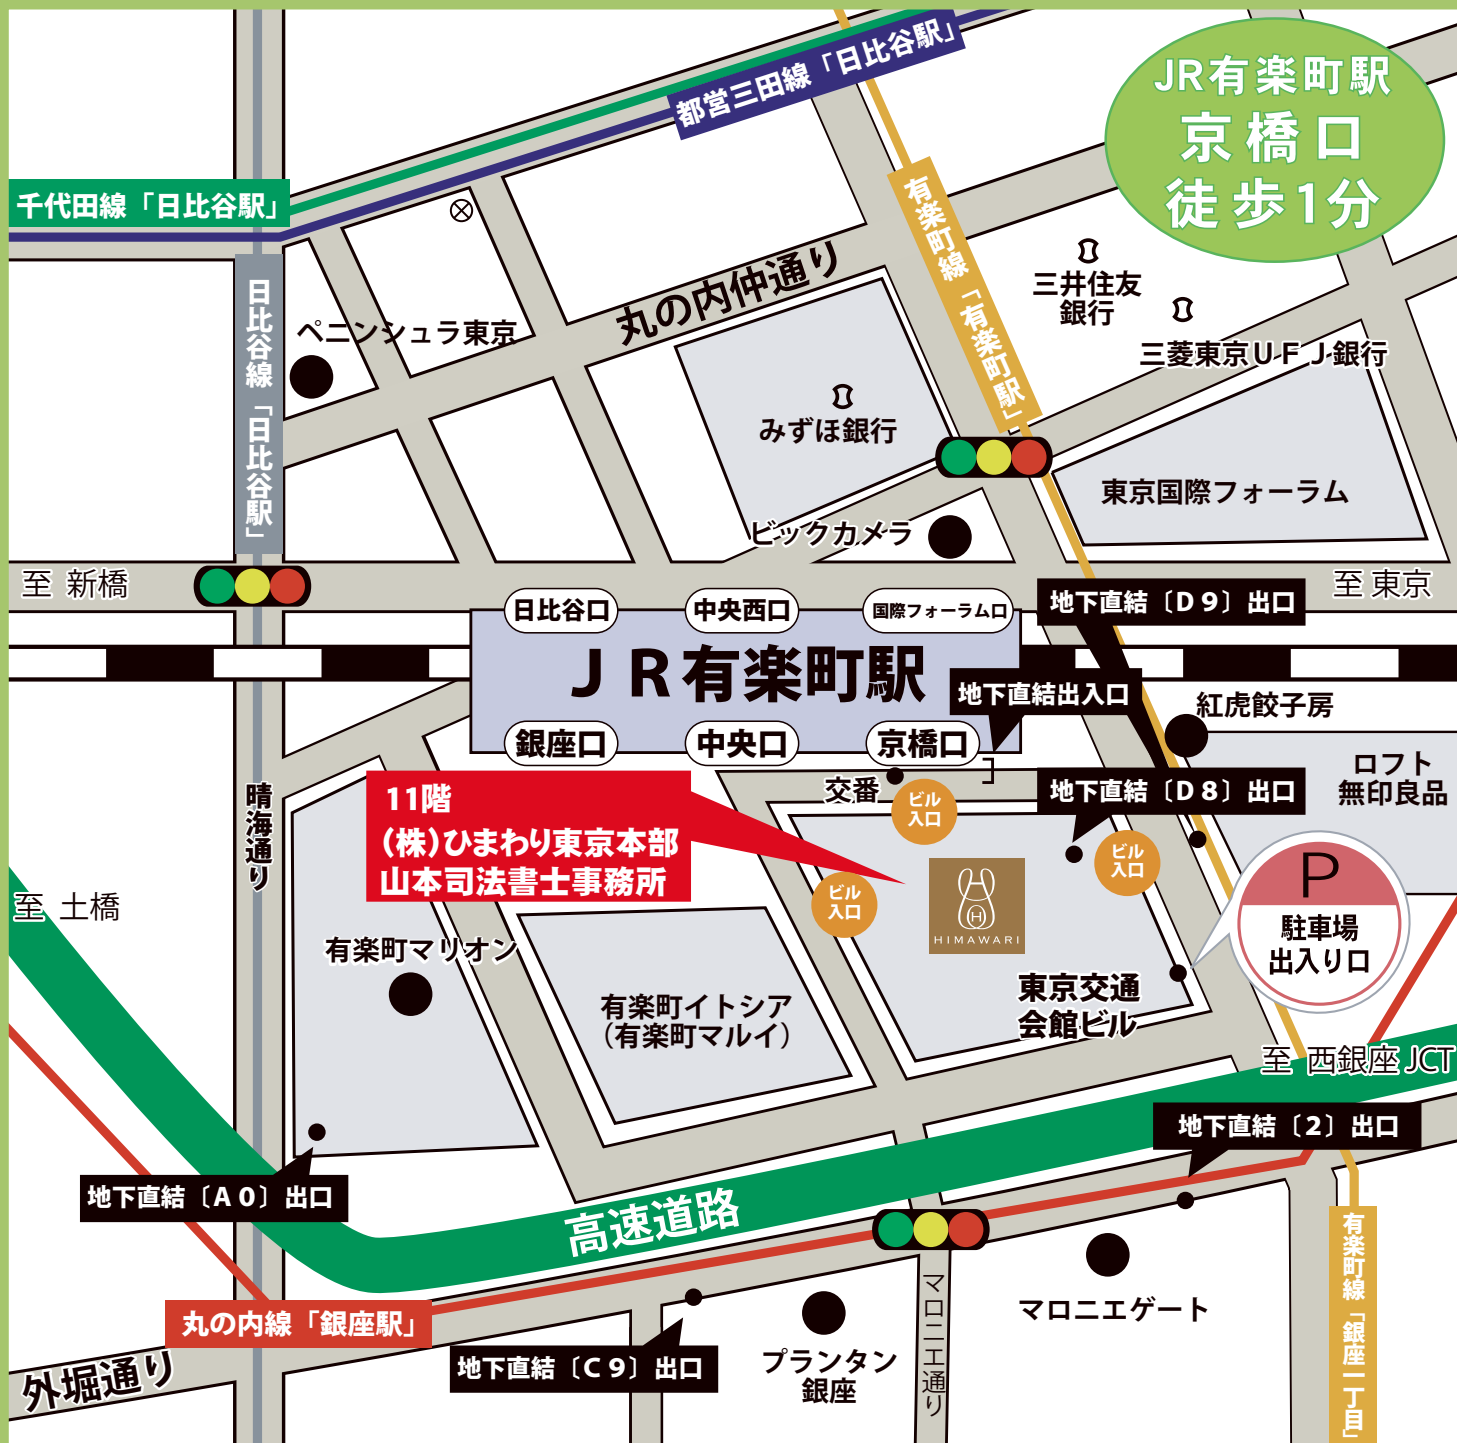 JR有楽町駅
京橋口
徒歩1分
都営三田線「日比谷駅」
千代田線「日比谷駅」
日比谷線「日比谷駅」
有楽町線「有楽町駅」
丸の内仲通り
ペニンシュラ東京
三井住友
銀行
三菱東京UFJ銀行
みずほ銀行
東京国際フォーラム
ビックカメラ
至 新橋
至 東京
日比谷口
中央西口
国際フォーラム口
地下直結〔D9〕出口
JR有楽町駅
地下直結出入口
銀座口
中央口
京橋口
紅虎餃子房
ロフト
無印良品
交番
地下直結〔D8〕出口
11階
(株)ひまわり東京本部
山本司法書士事務所
ビル
入口
ビル
入口
ビル
入口
HIMAWARI
P
駐車場
出入り口
晴海通り
至 土橋
有楽町マリオン
有楽町イトシア
(有楽町マルイ)
東京交通
会館ビル
至 西銀座JCT
地下直結〔2〕出口
地下直結〔A0〕出口
高速道路
丸の内線「銀座駅」
外堀通り
地下直結〔C9〕出口
プランタン
銀座
マロニエ通り
マロニエゲート
有楽町線「銀座一丁目」